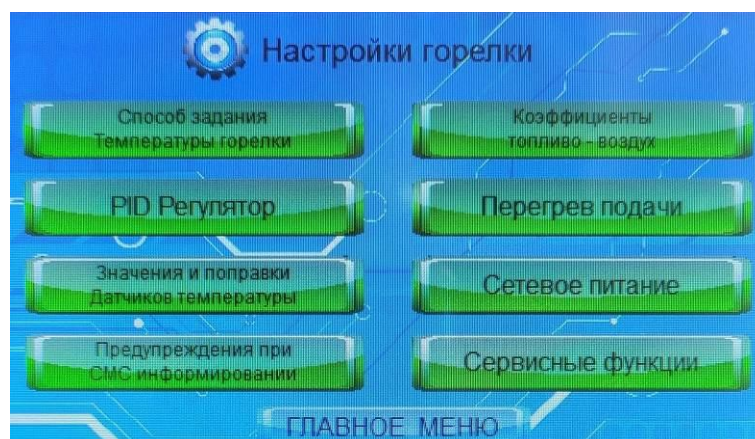 Настройки горелки
Способ задания
Температуры горелки
Коэффициенты
топливо - воздух
PID Регулятор
Перегрев подачи
Значения и поправки
Датчиков температуры
Сетевое питание
Предупреждения при
СМС информировании
Сервисные функции
ГЛАВНОЕ МЕНЮ